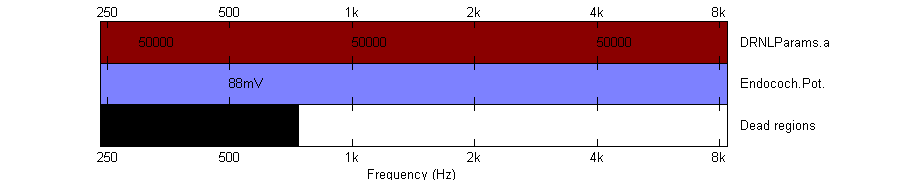 250 500 1k 2k 4k 8k
50000 50000 50000 DRNLParams.a
88mV Endococh.Pot.
Dead regions
250 500 1k 2k 4k 8k
Frequency (Hz)